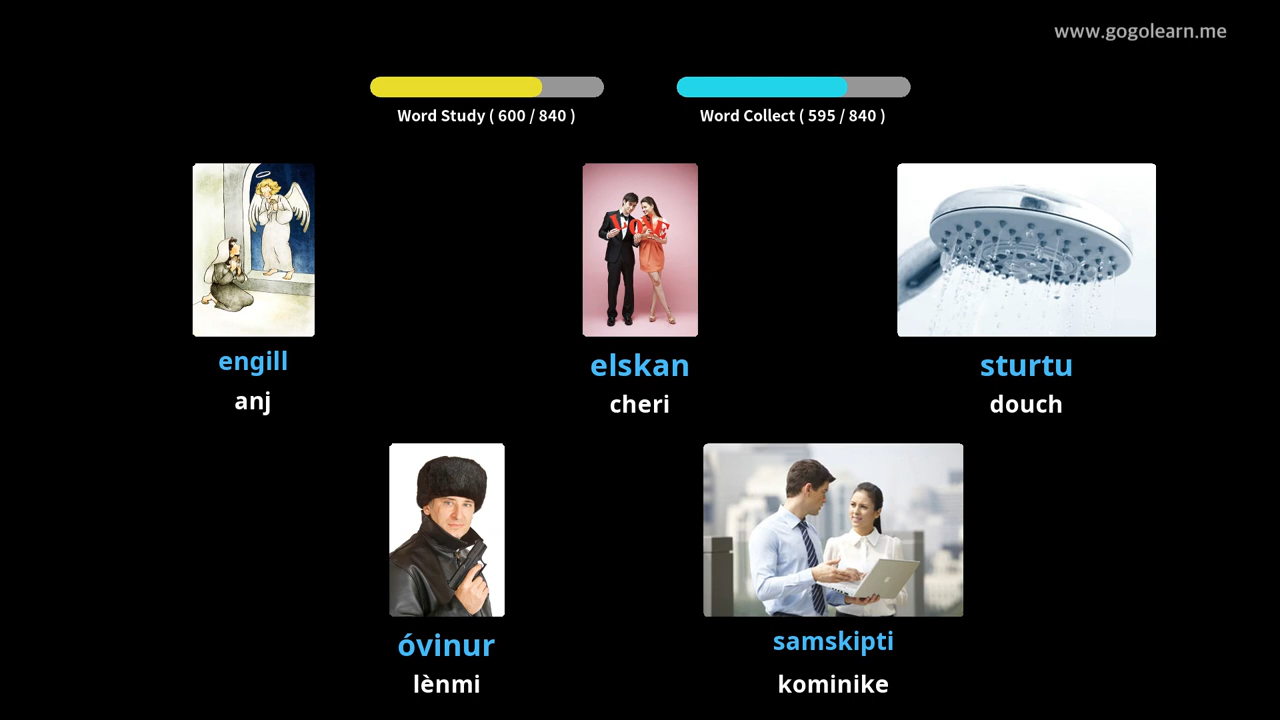 www.gogolearn.me
Word Study ( 600 / 840 )
Word Collect ( 595 / 840 )
LOVE
engill
anj
elskan
cheri
sturtu
douch
óvinur
lènmi
samskipti
kominike